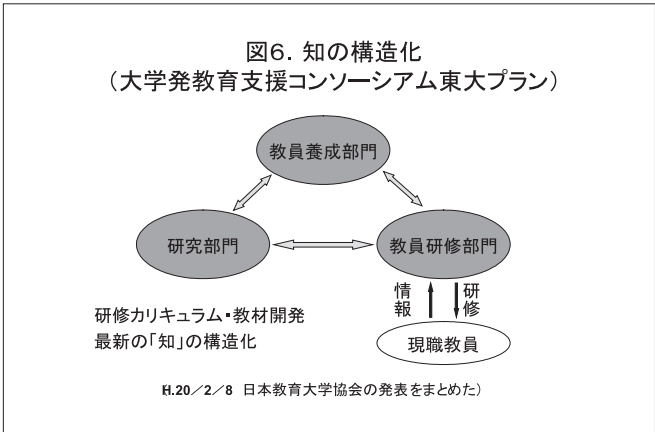 図6．知の構造化
（大学発教育支援コンソーシアム東大プラン）
教員養成部門
研究部門
教員研修部門
情報
研修
研修カリキュラム・教材開発
最新の「知」の構造化
現職教員
H.20／2／8 日本教育大学協会の発表をまとめた）